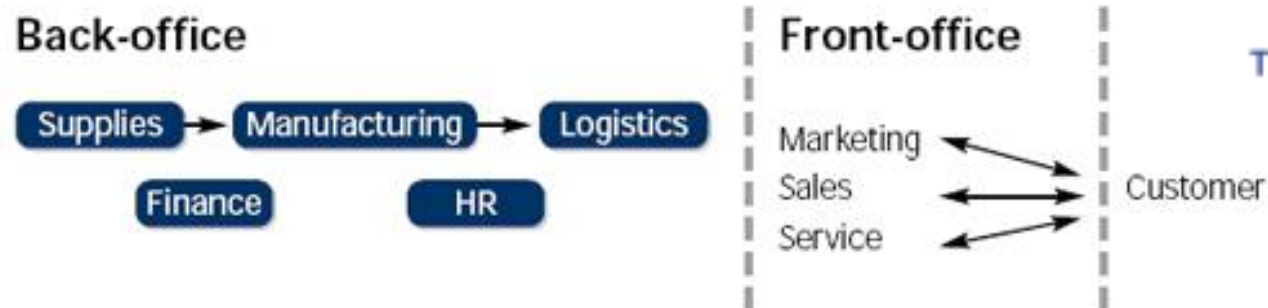 Back-office
Supplies
Manufacturing
Logistics
Finance
HR
Front-office
Marketing
Sales
Service
Customer
T